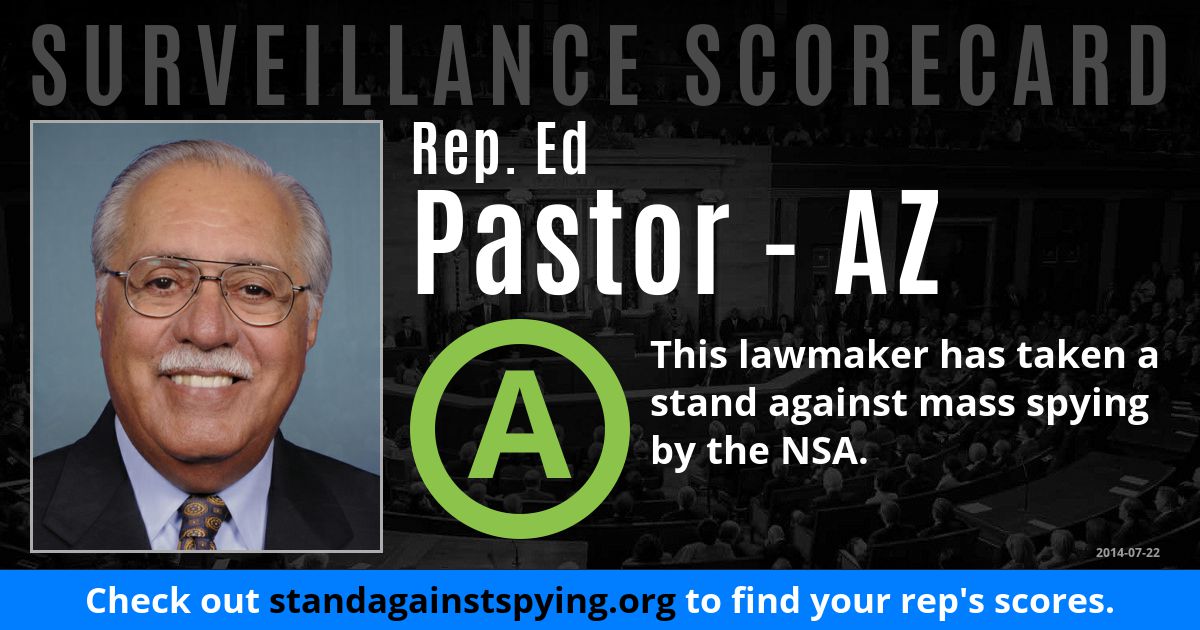 SURVEILLANCE SCORECARD
Rep. Ed
Pastor - AZ
A
This lawmaker has taken a
stand against mass spying
by the NSA.
2014-07-22
Check out standagainstspying.org to find your rep's scores.